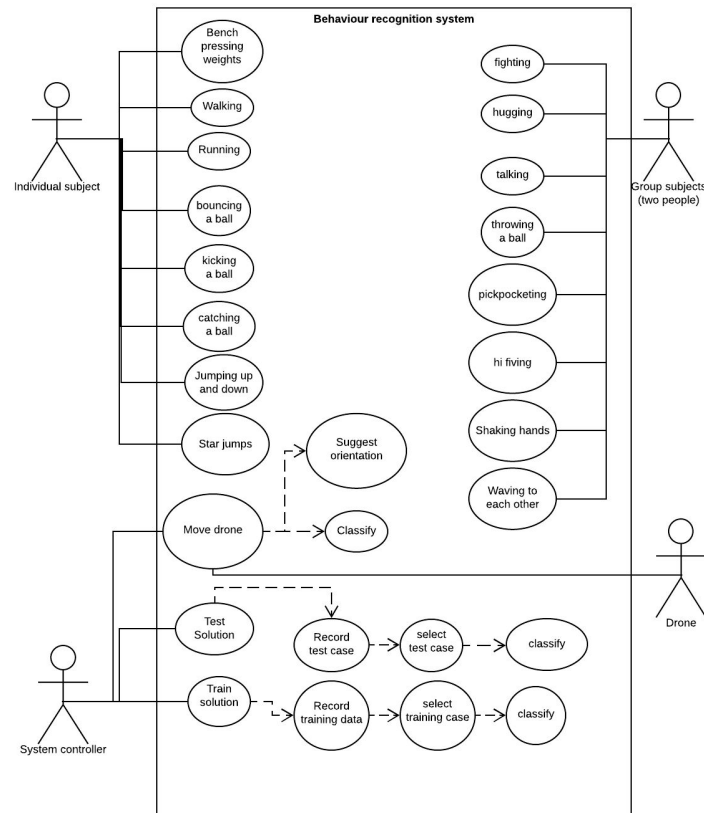 Behaviour recognition system
Bench
pressing
weights
Walking
Running
bouncing
a ball
kicking
a ball
catching
a ball
Jumping up
and down
Star jumps
Individual subject
fighting
hugging
talking
throwing
a ball
pickpocketing
hi fiving
Shaking hands
Waving to
each other
Group subjects
(two people)
Suggest
orientation
Move drone
Classify
Drone
Test
Solution
Record
test case
select
test case
classify
Train
solution
Record
training data
select
training case
classify
System controller